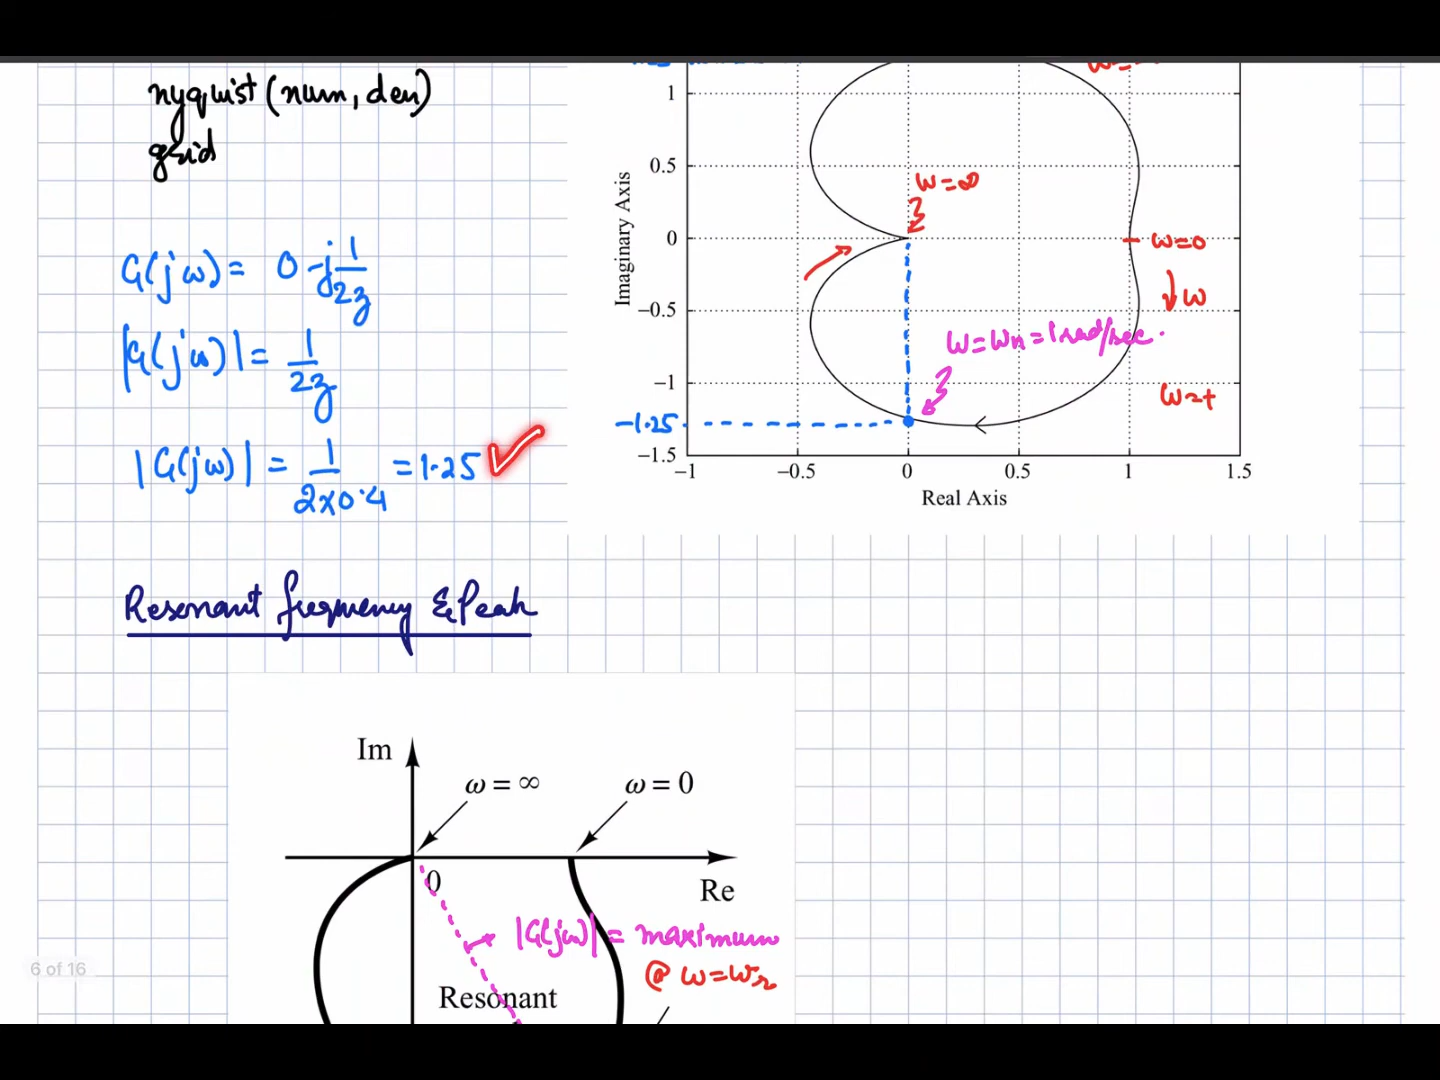 nyquist(num, den)
grid
G(jω) = 0 - j 1/2z
|G(jω)| = 1/2z
|G(jω)| = 1/2×0.4 = 1.25
1
0.5
0
−0.5
−1
−1.5
−1
−0.5
0
0.5
1
1.5
Imaginary Axis
Real Axis
ω=∞
ω=0
↓ω
ω=ωn=1rad/sec.
ω=+
−1.25
Resonant frequency & Peak
Im
ω = ∞
ω = 0
0
Re
|G(jω)| = maximum
@ ω=ωr
Resonant
6 of 16